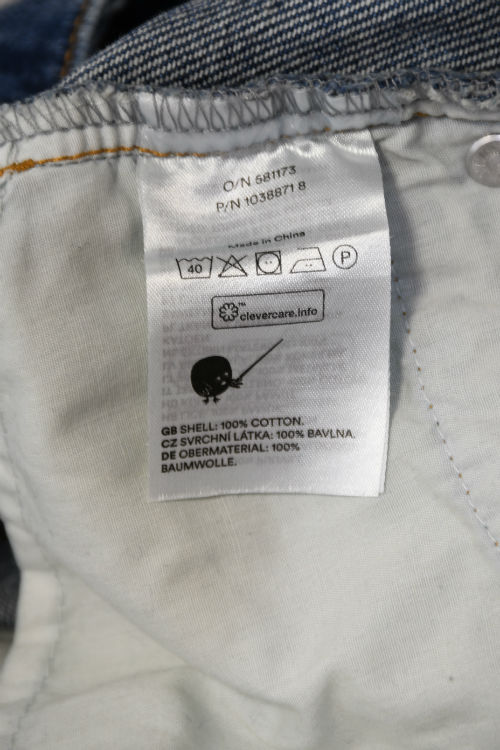 O/N 581173
P/N 1038871 8
Made in China
40 P
™
clevercare.info
GB SHELL: 100% COTTON.
CZ SVRCHNÍ LÁTKA: 100% BAVLNA.
DE OBERMATERIAL: 100%
BAUMWOLLE.